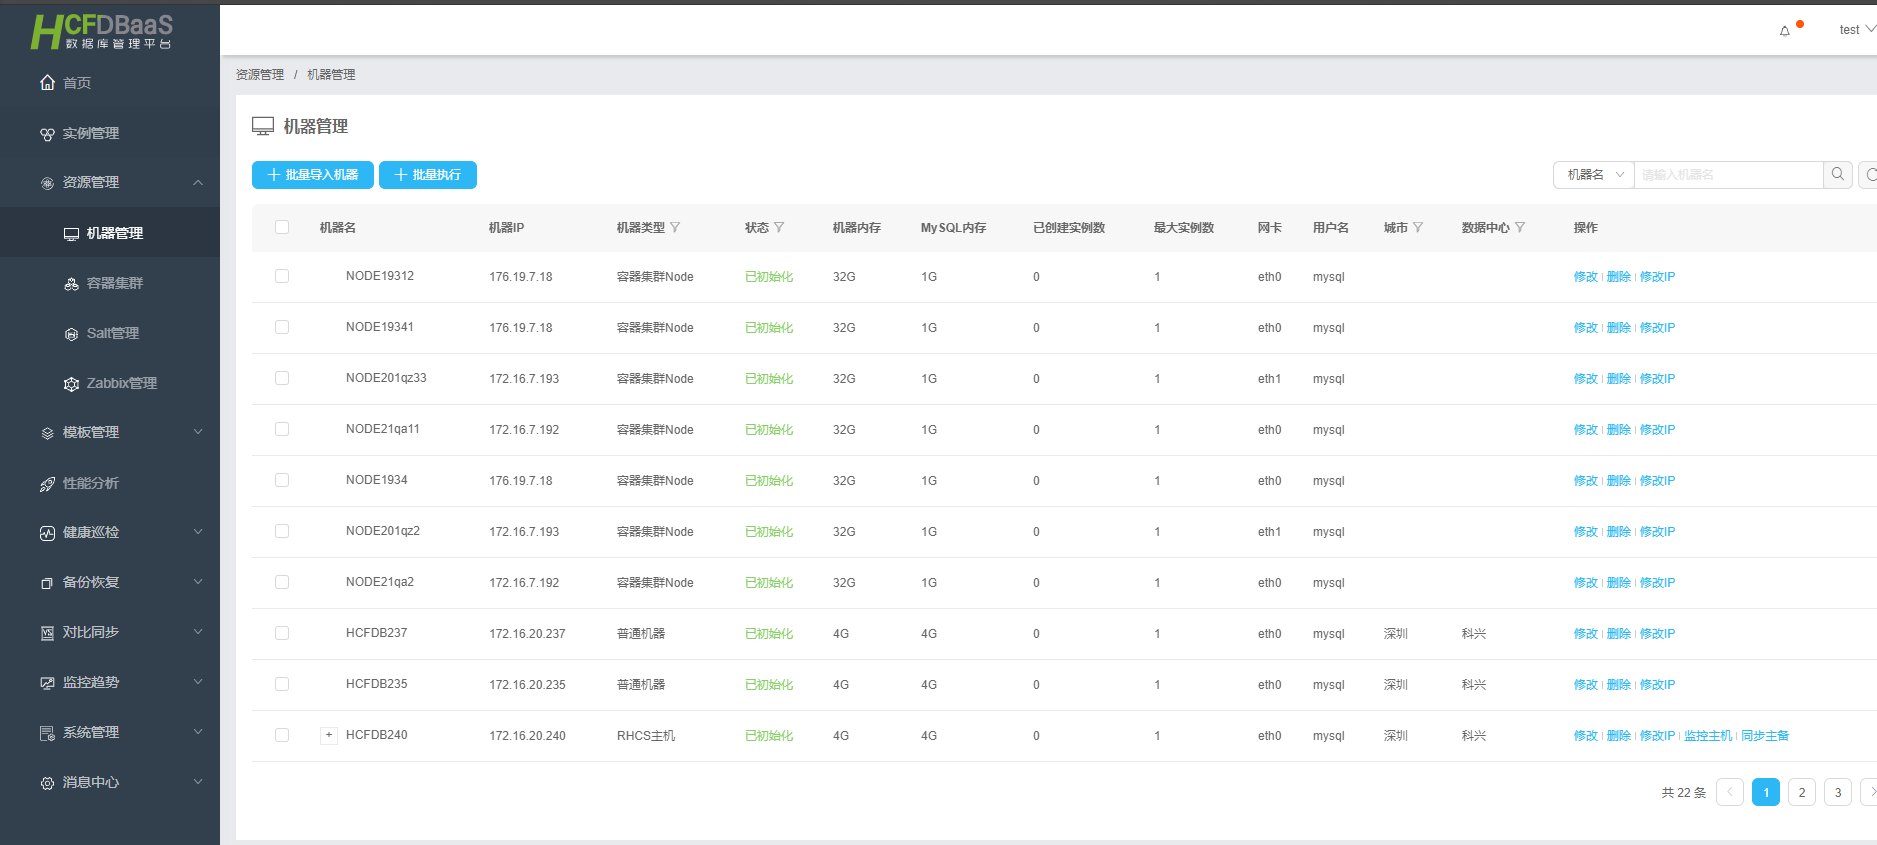 HCFDBaaS
数据库管理平台
首页
实例管理
资源管理
机器管理
容器集群
Salt管理
Zabbix管理
模板管理
性能分析
健康巡检
备份恢复
对比同步
监控趋势
系统管理
消息中心
test
资源管理 / 机器管理
机器管理
批量导入机器 批量执行
机器名 请输入机器名
机器名 机器IP 机器类型 状态 机器内存 MySQL内存 已创建实例数 最大实例数 网卡 用户名 城市 数据中心 操作
NODE19312 176.19.7.18 容器集群Node 已初始化 32G 1G 0 1 eth0 mysql 修改 删除 修改IP
NODE19341 176.19.7.18 容器集群Node 已初始化 32G 1G 0 1 eth0 mysql 修改 删除 修改IP
NODE201qz33 172.16.7.193 容器集群Node 已初始化 32G 1G 0 1 eth1 mysql 修改 删除 修改IP
NODE21qa11 172.16.7.192 容器集群Node 已初始化 32G 1G 0 1 eth0 mysql 修改 删除 修改IP
NODE1934 176.19.7.18 容器集群Node 已初始化 32G 1G 0 1 eth0 mysql 修改 删除 修改IP
NODE201qz2 172.16.7.193 容器集群Node 已初始化 32G 1G 0 1 eth1 mysql 修改 删除 修改IP
NODE21qa2 172.16.7.192 容器集群Node 已初始化 32G 1G 0 1 eth0 mysql 修改 删除 修改IP
HCFDB237 172.16.20.237 普通机器 已初始化 4G 4G 0 1 eth0 mysql 深圳 科兴 修改 删除 修改IP
HCFDB235 172.16.20.235 普通机器 已初始化 4G 4G 0 1 eth0 mysql 深圳 科兴 修改 删除 修改IP
+ HCFDB240 172.16.20.240 RHCS主机 已初始化 4G 4G 0 1 eth0 mysql 深圳 科兴 修改 删除 修改IP 监控主机 同步主备
共 22 条 1 2 3